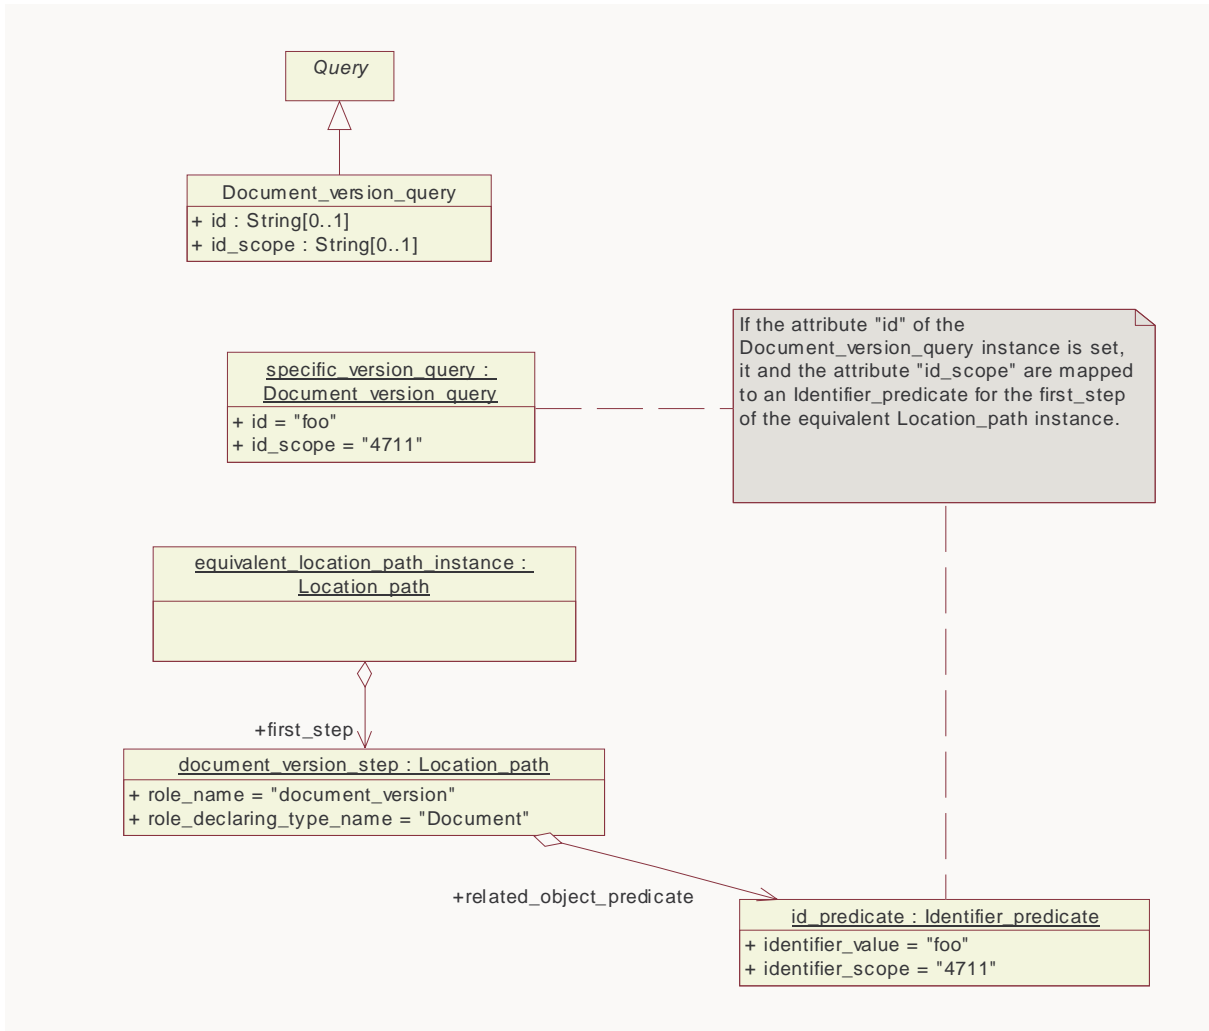 Query
Document_version_query
+ id : String[0..1]
+ id_scope : String[0..1]
If the attribute "id" of the
Document_version_query instance is set,
it and the attribute "id_scope" are mapped
to an Identifier_predicate for the first_step
of the equivalent Location_path instance.
specific_version_query :
Document_version_query
+ id = "foo"
+ id_scope = "4711"
equivalent_location_path_instance :
Location_path
+first_step
document_version_step : Location_path
+ role_name = "document_version"
+ role_declaring_type_name = "Document"
+related_object_predicate
id_predicate : Identifier_predicate
+ identifier_value = "foo"
+ identifier_scope = "4711"